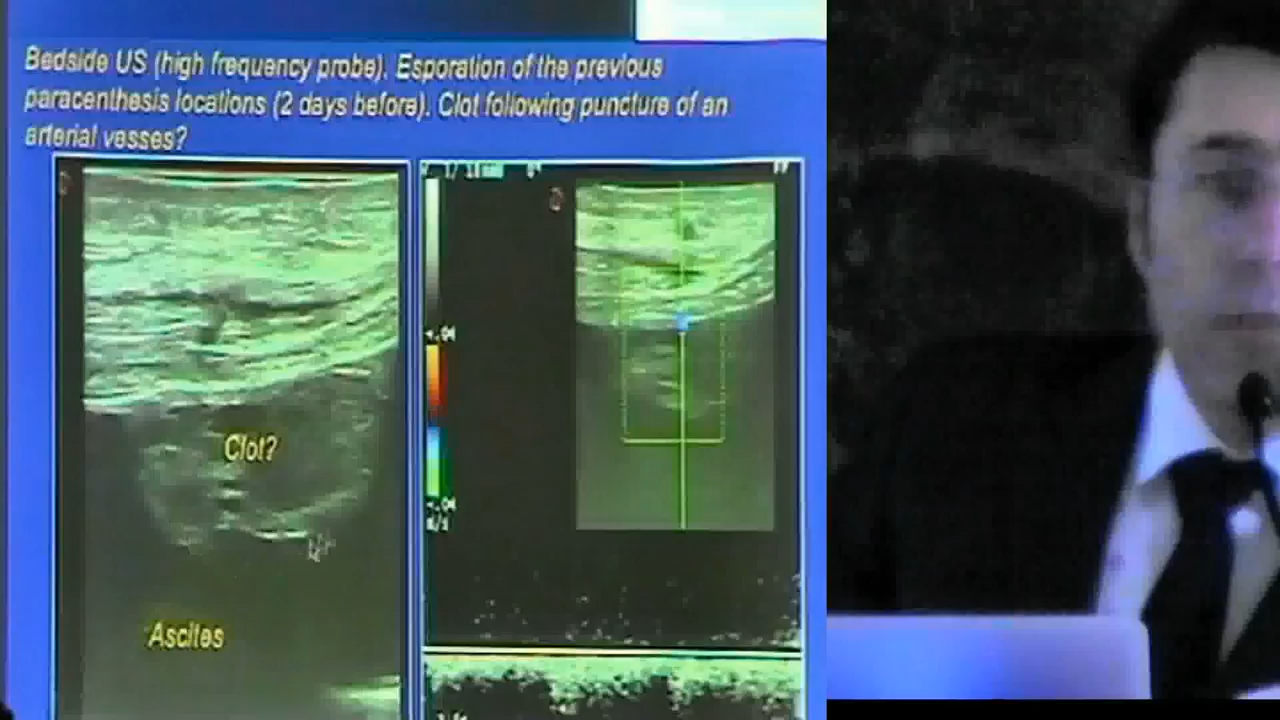 Bedside US (high frequency probe). Esporation of the previous
paracenthesis locations (2 days before). Clot following puncture of an
arterial vesses?
Clot?
Ascites